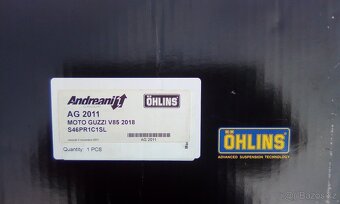 Andreani
ÖHLINS
AG 2011
MOTO GUZZI V85 2018
S46PR1C1SL
AG 2011
Quantity: 1 PCS
ÖHLINS
ADVANCED SUSPENSION TECHNOLOGY